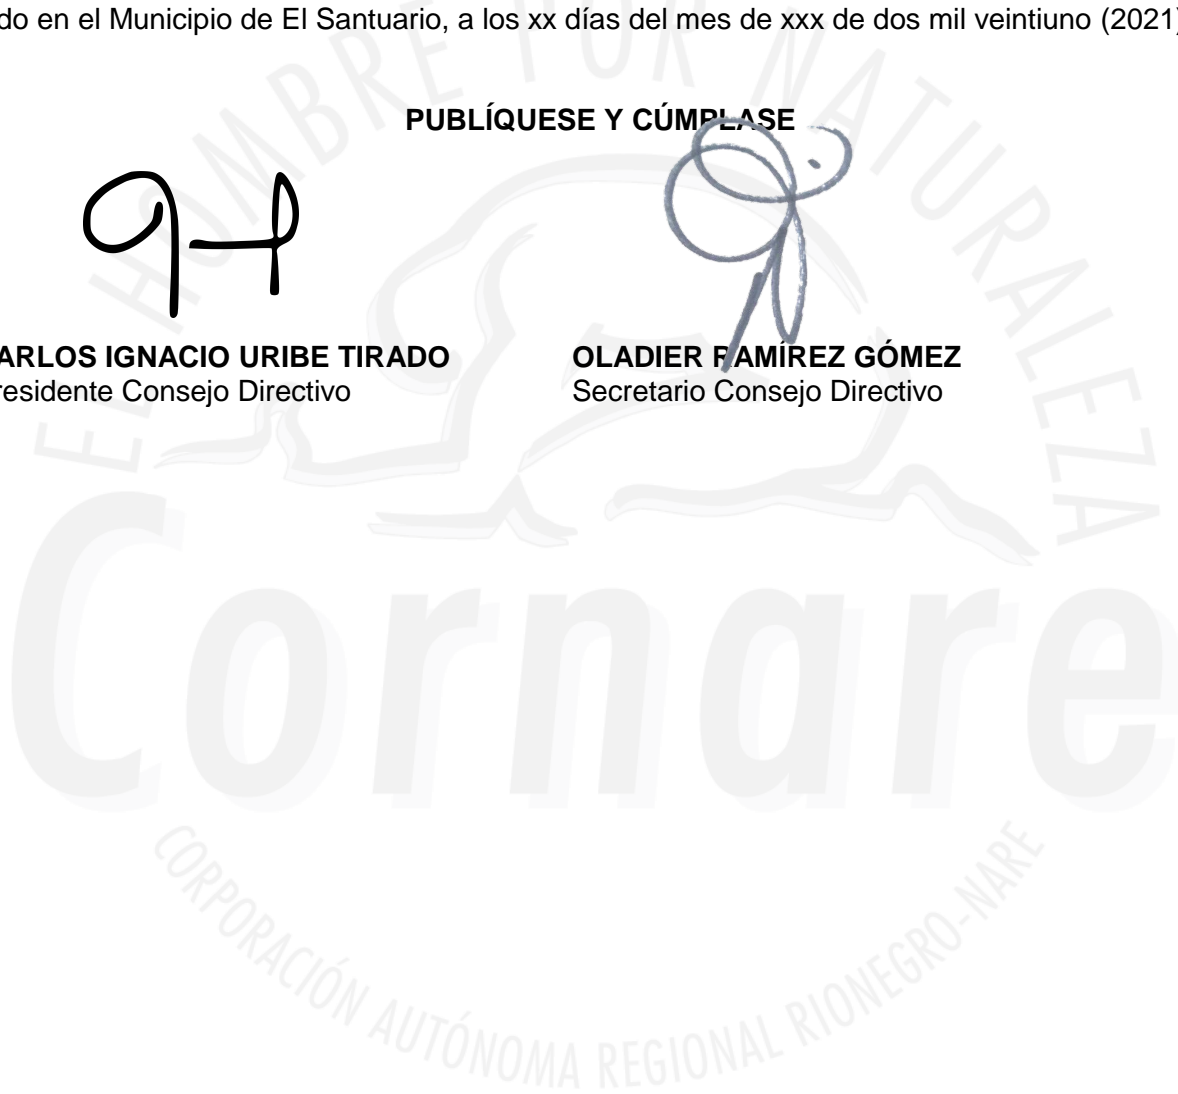 do en el Municipio de El Santuario, a los xx días del mes de xxx de dos mil veintiuno (2021)
PUBLÍQUESE Y CÚMPLASE
ARLOS IGNACIO URIBE TIRADO
OLADIER RAMÍREZ GÓMEZ
residente Consejo Directivo
Secretario Consejo Directivo
EL HOMBRE POR NATURALEZA
Cornare
CORPORACIÓN AUTÓNOMA REGIONAL RIONEGRO-NARE